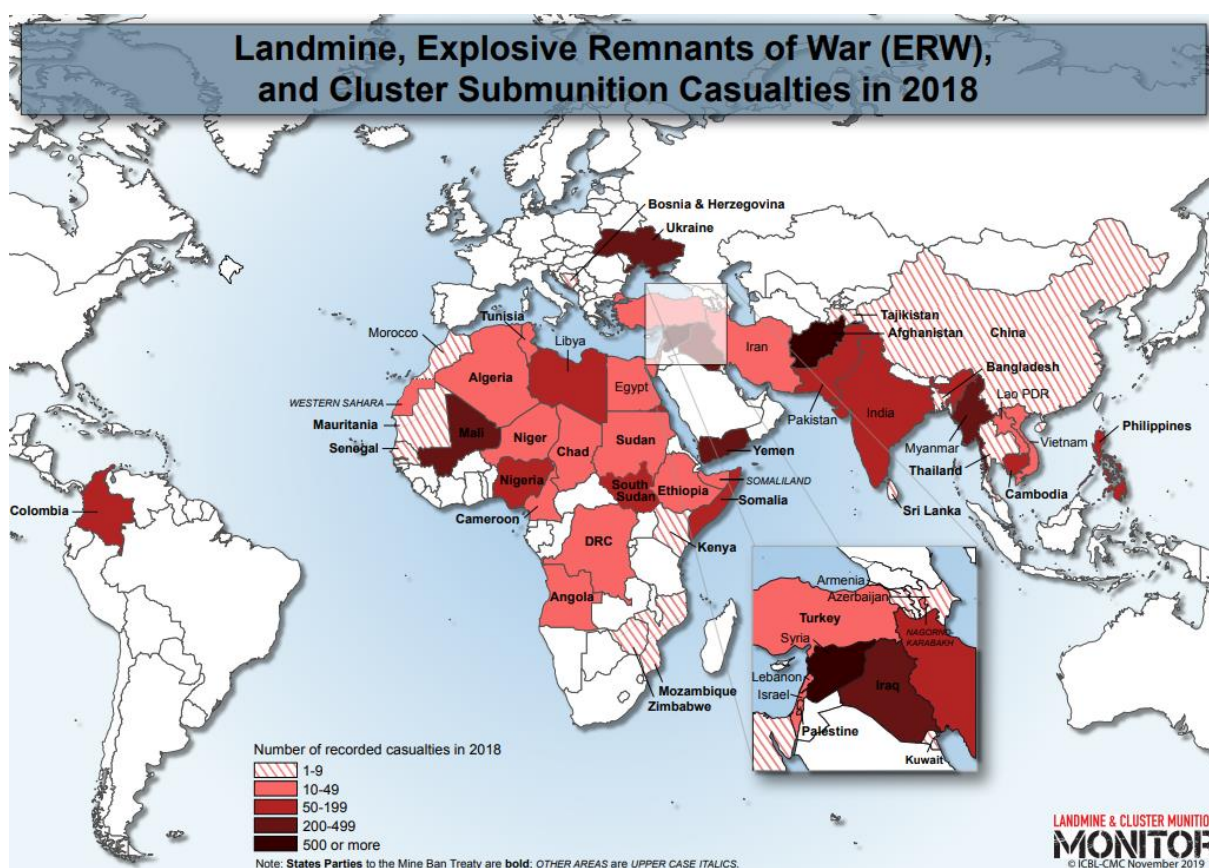 Landmine, Explosive Remnants of War (ERW),
and Cluster Submunition Casualties in 2018
Bosnia & Herzegovina
Ukraine
Tunisia
Morocco
Libya
Algeria
Egypt
WESTERN SAHARA
Mauritania
Senegal
Mali
Niger
Chad
Sudan
Nigeria
South
Sudan
Ethiopia
Cameroon
DRC
Angola
Kenya
Mozambique
Zimbabwe
Colombia
Iran
Yemen
SOMALILAND
Somalia
Tajikistan
Afghanistan
China
Bangladesh
Lao PDR
Pakistan
India
Myanmar
Vietnam
Thailand
Cambodia
Philippines
Sri Lanka
Armenia
Azerbaijan
Turkey
NAGORNO-
KARABAKH
Syria
Lebanon
Israel
Iraq
Palestine
Kuwait
Number of recorded casualties in 2018
1-9
10-49
50-199
200-499
500 or more
Note: States Parties to the Mine Ban Treaty are bold; OTHER AREAS are UPPER CASE ITALICS.
LANDMINE & CLUSTER MUNITIO
MONITO
© ICBL-CMC November 2019